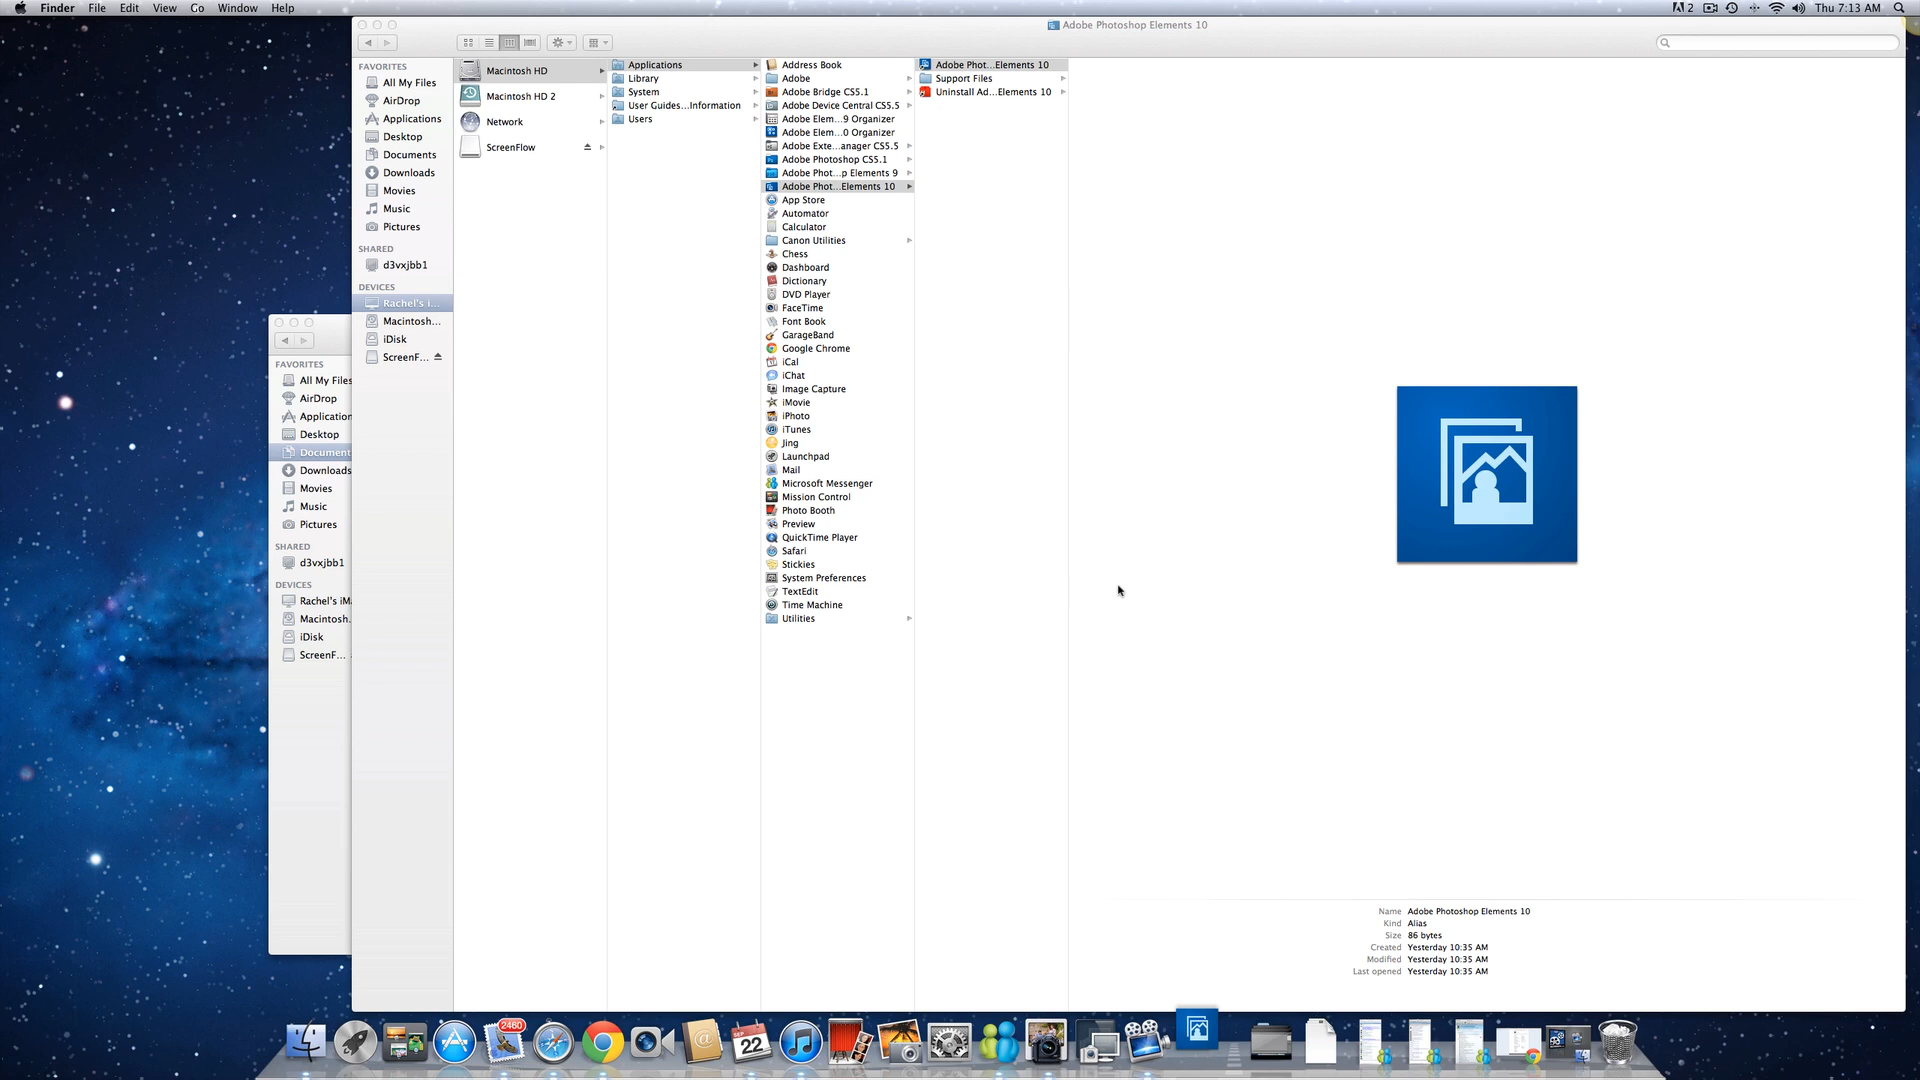 Finder File Edit View Go Window Help
2
Thu 7:13 AM
Adobe Photoshop Elements 10
FAVORITES
All My Files
AirDrop
Applications
Desktop
Documents
Downloads
Movies
Music
Pictures
SHARED
d3vxjbb1
DEVICES
Rachel's i...
Macintosh...
iDisk
ScreenF...
Macintosh HD
Macintosh HD 2
Network
ScreenFlow
Applications
Library
System
User Guides...Information
Users
Address Book
Adobe
Adobe Bridge CS5.1
Adobe Device Central CS5.5
Adobe Elem...9 Organizer
Adobe Elem...0 Organizer
Adobe Exte...anager CS5.5
Adobe Photoshop CS5.1
Adobe Phot...p Elements 9
Adobe Phot...Elements 10
App Store
Automator
Calculator
Canon Utilities
Chess
Dashboard
Dictionary
DVD Player
FaceTime
Font Book
GarageBand
Google Chrome
iCal
iChat
Image Capture
iMovie
iPhoto
iTunes
Jing
Launchpad
Mail
Microsoft Messenger
Mission Control
Photo Booth
Preview
QuickTime Player
Safari
Stickies
System Preferences
TextEdit
Time Machine
Utilities
Adobe Phot...Elements 10
Support Files
Uninstall Ad...Elements 10
Name Adobe Photoshop Elements 10
Kind Alias
Size 86 bytes
Created Yesterday 10:35 AM
Modified Yesterday 10:35 AM
Last opened Yesterday 10:35 AM
FAVORITES
All My Files
AirDrop
Application
Desktop
Document
Downloads
Movies
Music
Pictures
SHARED
d3vxjbb1
DEVICES
Rachel's iM
Macintosh.
iDisk
ScreenF...
2460
SEP
22